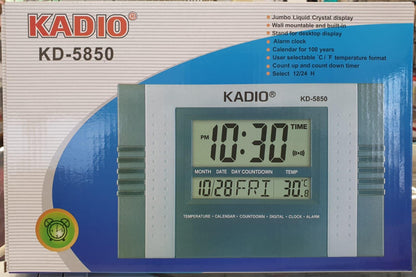 KADIO®
KD-5850
Jumbo Liquid Crystal display
Wall mountable and built-in
Stand for desktop display
Alarm clock
Calendar for 100 years
User selectable ˚C/ ˚F temperature format
Count up and count down timer
Select 12/24 H
KADIO®
KD-5850
PM 10:30 TIME
MONTH DATE DAY COUNTDOWN TEMP
10/28 FRI 30.8 °C
TEMPERATURE - CALENDAR - COUNTDOWN - DIGITAL - CLOCK - ALARM